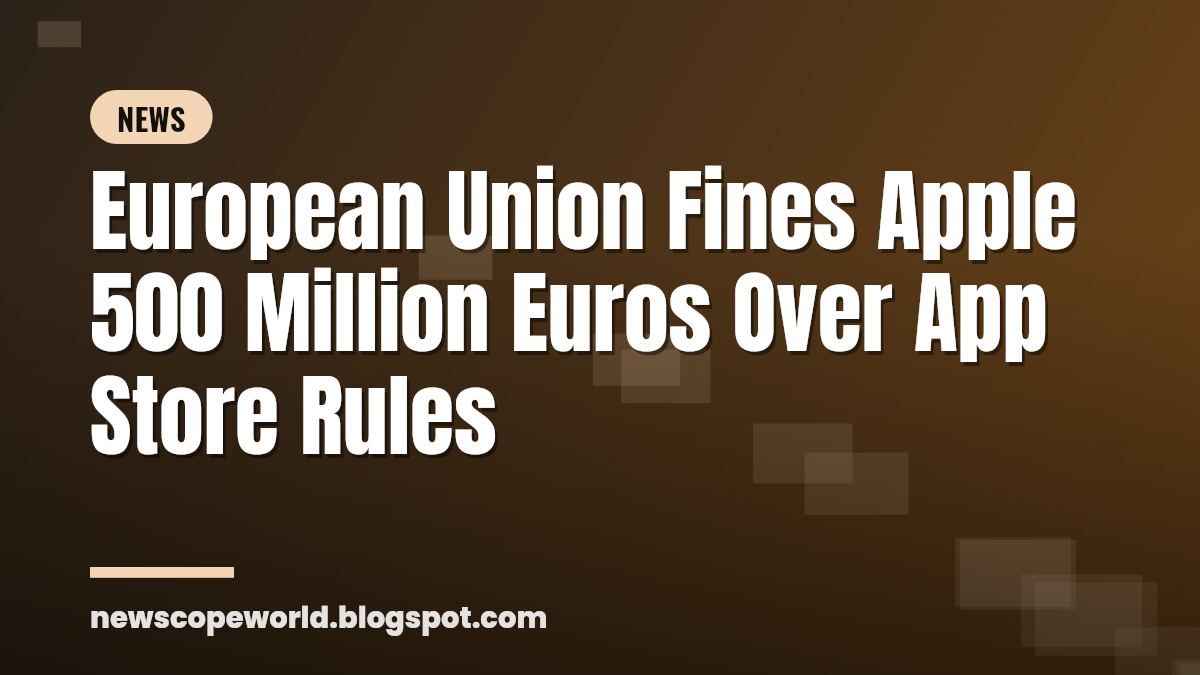 NEWS
European Union Fines Apple
500 Million Euros Over App
Store Rules
newscopeworld.blogspot.com